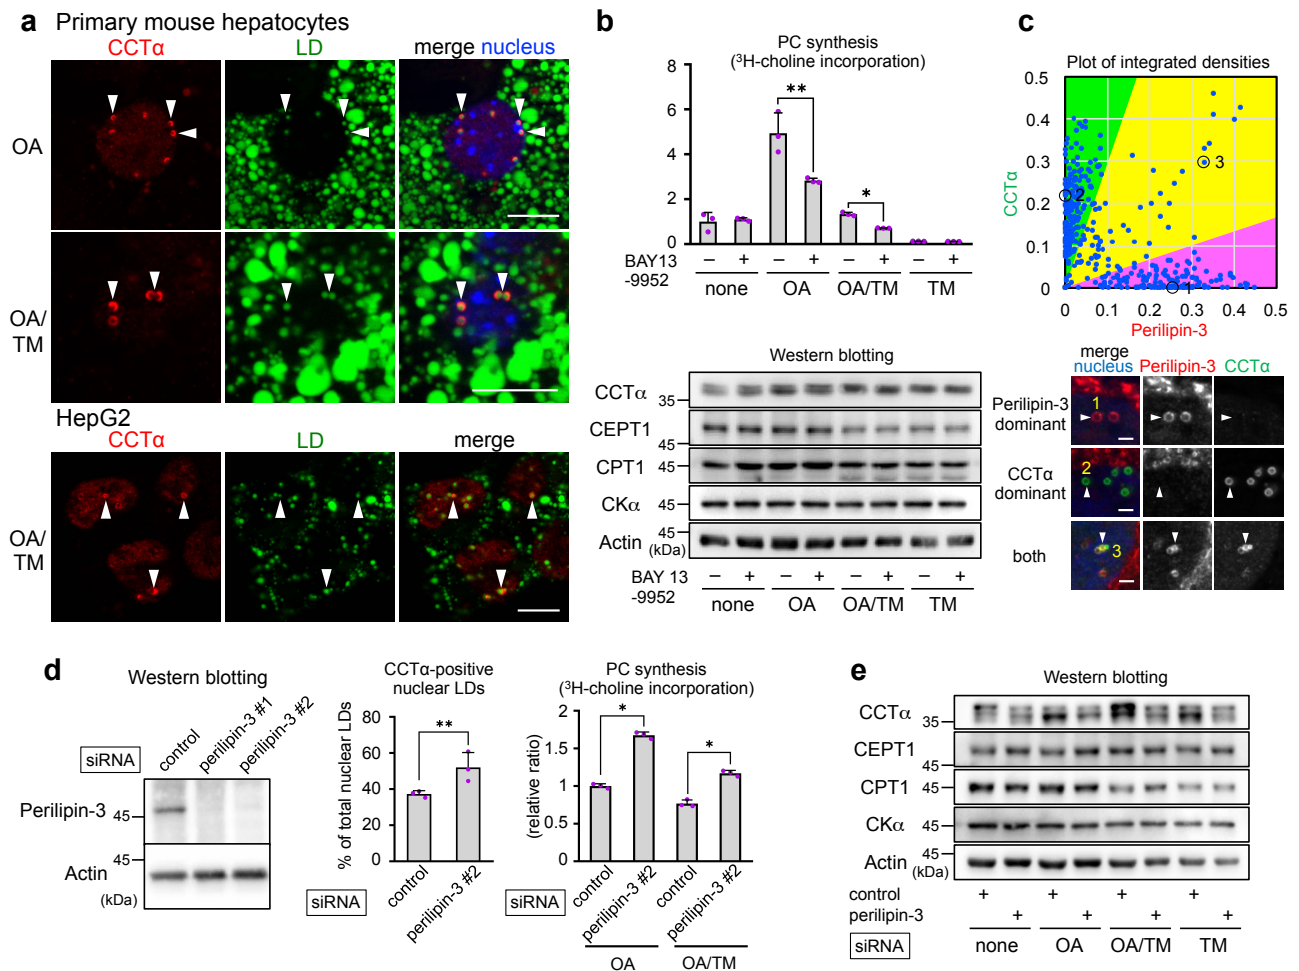 a Primary mouse hepatocytes
CCTα LD merge nucleus
OA
OA/
TM
HepG2
CCTα LD merge
OA/
TM
b
PC synthesis
(³H-choline incorporation)
8
6
4
2
0
BAY13
-9952
– + – + – + – +
none OA OA/TM TM
** *
Western blotting
CCTα 35
CEPT1 45
CPT1 45
CKα 45
Actin 45
(kDa)
BAY 13
-9952
– + – + – + – +
none OA OA/TM TM
c
Plot of integrated densities
CCTα
0.5
0.4
0.3
0.2
0.1
0
0 0.1 0.2 0.3 0.4 0.5
Perilipin-3
1
2
3
merge
nucleus Perilipin-3 CCTα
Perilipin-3
dominant
1
CCTα
dominant
2
both
3
d
Western blotting
siRNA
control
perilipin-3 #1
perilipin-3 #2
Perilipin-3 45
Actin 45
(kDa)
CCTα-positive
nuclear LDs
% of total nuclear LDs
80
60
40
20
0
**
siRNA
control
perilipin-3 #2
PC synthesis
(³H-choline incorporation)
(relative ratio)
2
1.5
1
0.5
0
* *
siRNA
control
perilipin-3 #2
control
perilipin-3 #2
OA OA/TM
e
Western blotting
CCTα 35
CEPT1 45
CPT1 45
CKα 45
Actin 45
(kDa)
control + + + +
perilipin-3 + + + +
siRNA
none OA OA/TM TM